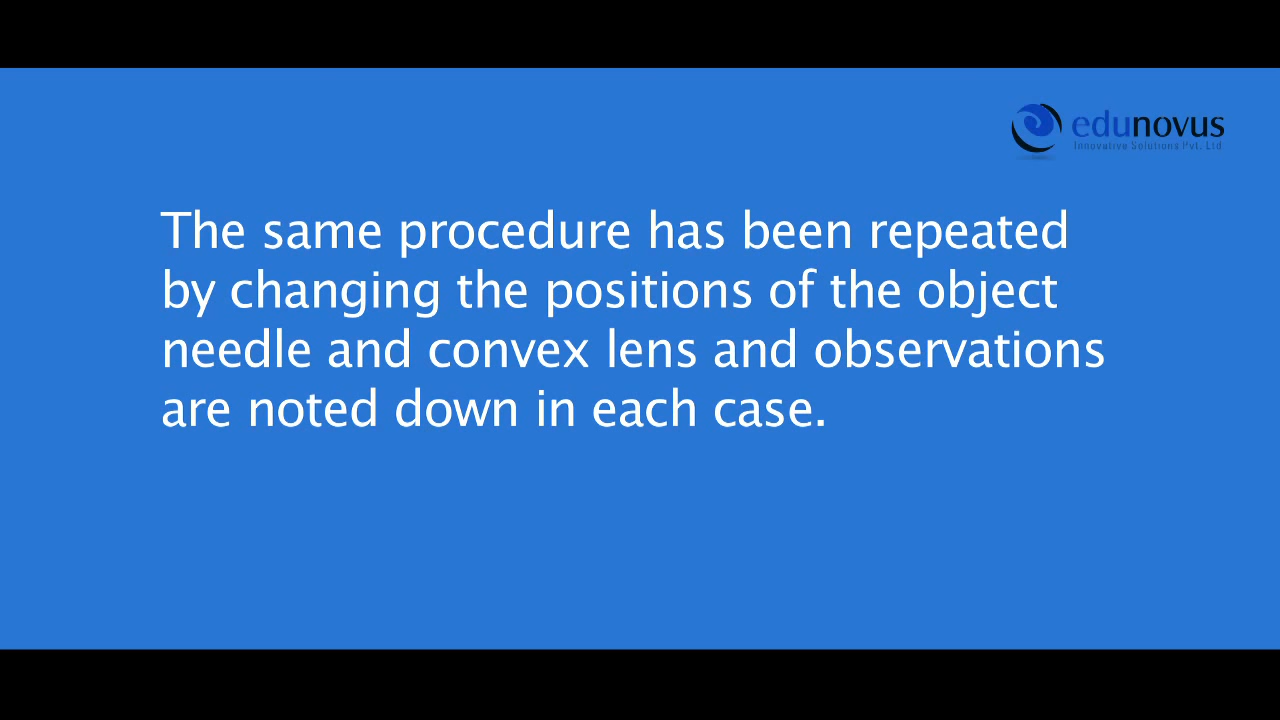 edunovus
Innovative Solutions Pvt. Ltd
The same procedure has been repeated
by changing the positions of the object
needle and convex lens and observations
are noted down in each case.